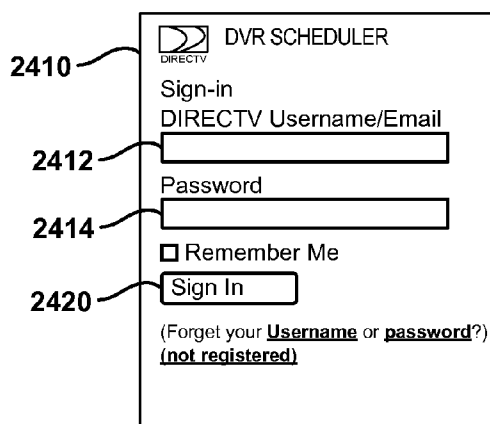 DIRECTV
DVR SCHEDULER
2410
Sign-in
DIRECTV Username/Email
2412
Password
2414
Remember Me
2420
Sign In
(Forget your Username or password?)
(not registered)